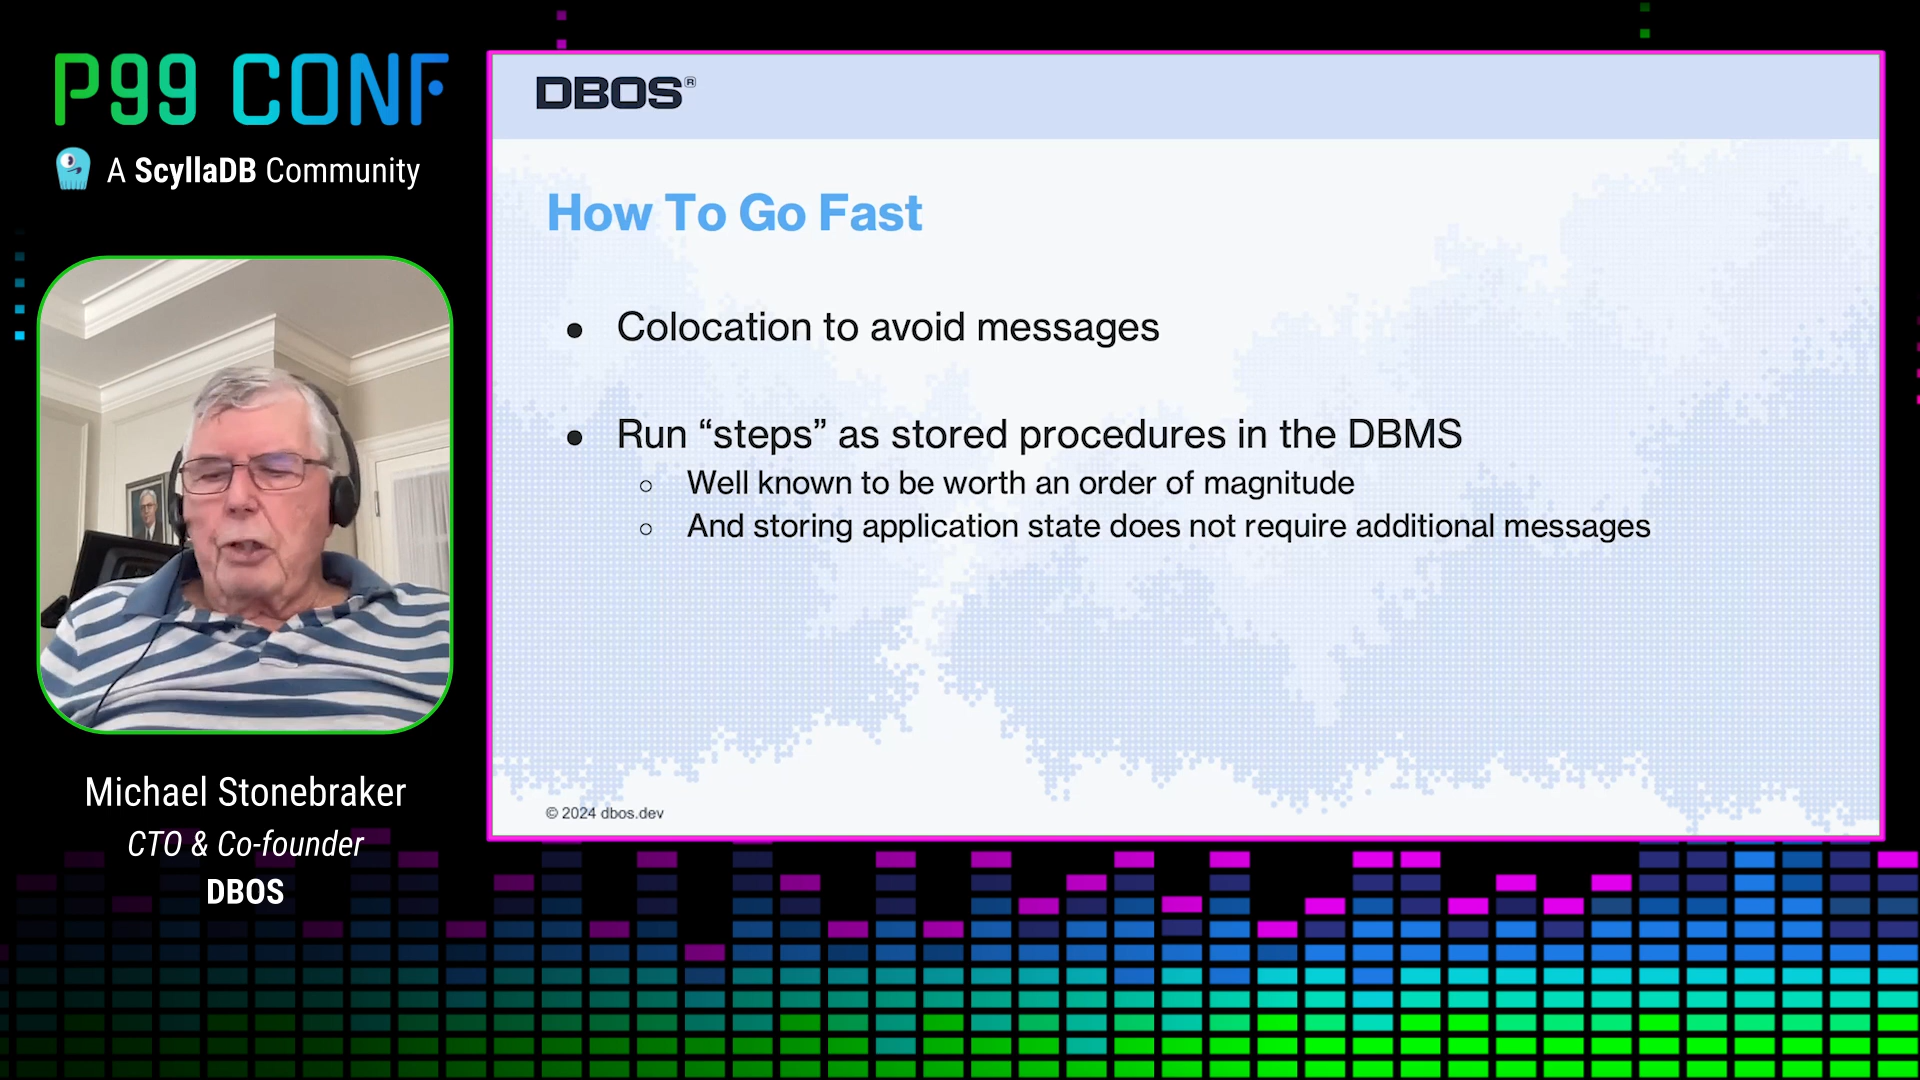 P99 CONF
A ScyllaDB Community
Michael Stonebraker
CTO & Co-founder
DBOS
DBOS®
How To Go Fast
● Colocation to avoid messages
● Run “steps” as stored procedures in the DBMS
○ Well known to be worth an order of magnitude
○ And storing application state does not require additional messages
© 2024 dbos.dev